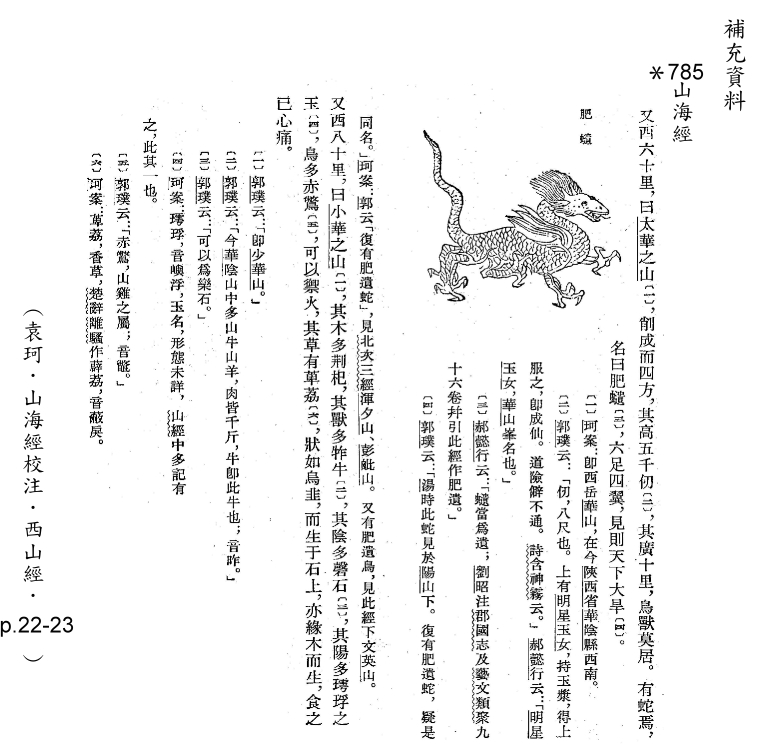 補充資料
*785
山海經
又西六十里，曰太華之山〔一〕，削成而四方，其高五千仞〔二〕，其廣十里，鳥獸莫居。有蛇焉，
名曰肥𧔥〔三〕，六足四翼，見則天下大旱〔四〕。
肥𧔥
〔一〕珂案：卽西岳華山，在今陝西省華陰縣西南。
〔二〕郭璞云：「仞，八尺也。上有明星玉女，持玉漿，得上
服之，卽成仙。道險僻不通。詩含神霧云。」郝懿行云：「明星
玉女，華山峯名也。」
〔三〕郝懿行云：「𧔥當爲遺；劉昭注郡國志及藝文類聚九
十六卷幷引此經作肥遺。」
〔四〕郭璞云：「湯時此蛇見於陽山下。復有肥遺蛇，疑是
同名。」珂案：郭云「復有肥遺蛇」，見北次三經渾夕山、彭毗山。又有肥遺鳥，見此經下文英山。
又西八十里，曰小華之山〔一〕，其木多荆杞，其獸多㸲牛〔二〕，其陰多磬石〔三〕，其陽多㻬琈之
玉〔四〕，鳥多赤鷩〔五〕，可以禦火，其草有萆荔〔六〕，狀如烏韭，而生于石上，亦緣木而生，食之
已心痛。
〔一〕郭璞云：「卽少華山。」
〔二〕郭璞云：「今華陰山中多山牛山羊，肉皆千斤，牛卽此牛也；音昨。」
〔三〕郭璞云：「可以爲樂石。」
〔四〕珂案：㻬琈，音嘑浮，玉名，形態未詳，山經中多記有
之，此其一也。
〔五〕郭璞云：「赤鷩，山雞之屬；音鼈。」
〔六〕珂案：萆荔，香草，楚辭離騷作薜荔，音蔽戾。
（袁珂·山海經校注·西山經·
p.22-23
）